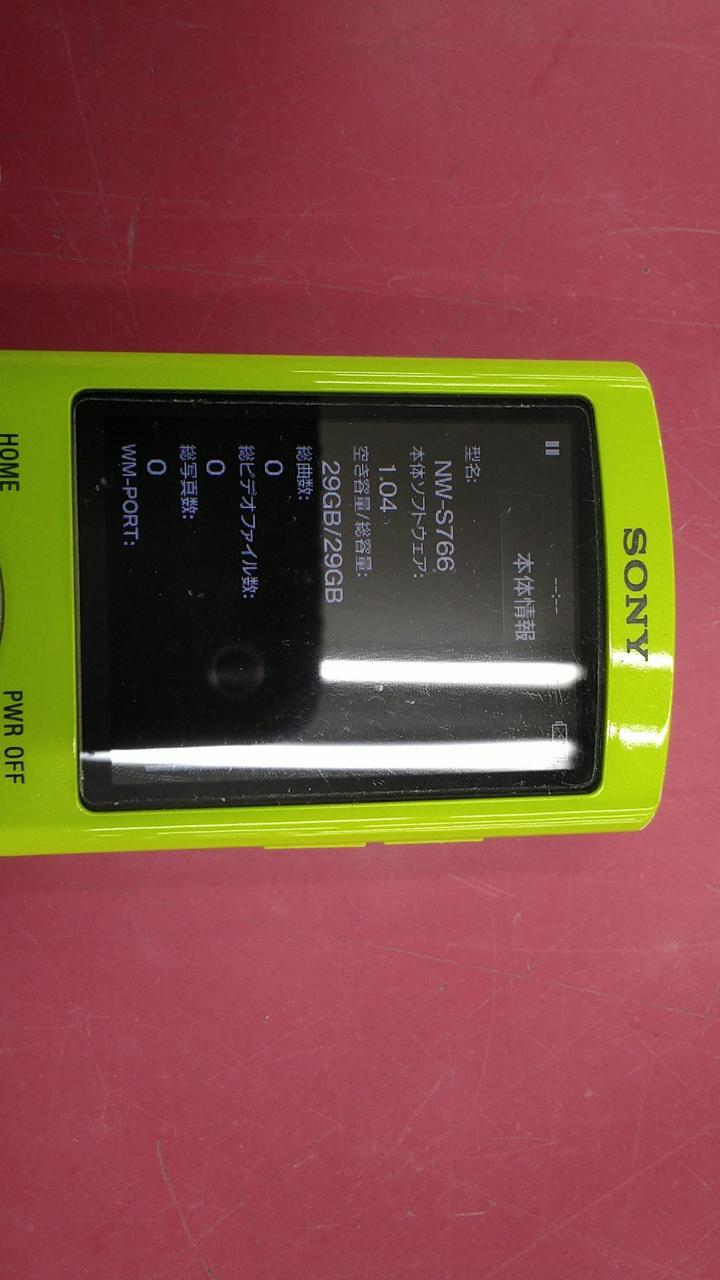 SONY
--:--
本体情報
型名:
NW-S766
本体ソフトウェア:
1.04
空き容量/総容量:
29GB/29GB
総曲数:
0
総ビデオファイル数:
0
総写真数:
0
WM-PORT:
HOME
PWR OFF